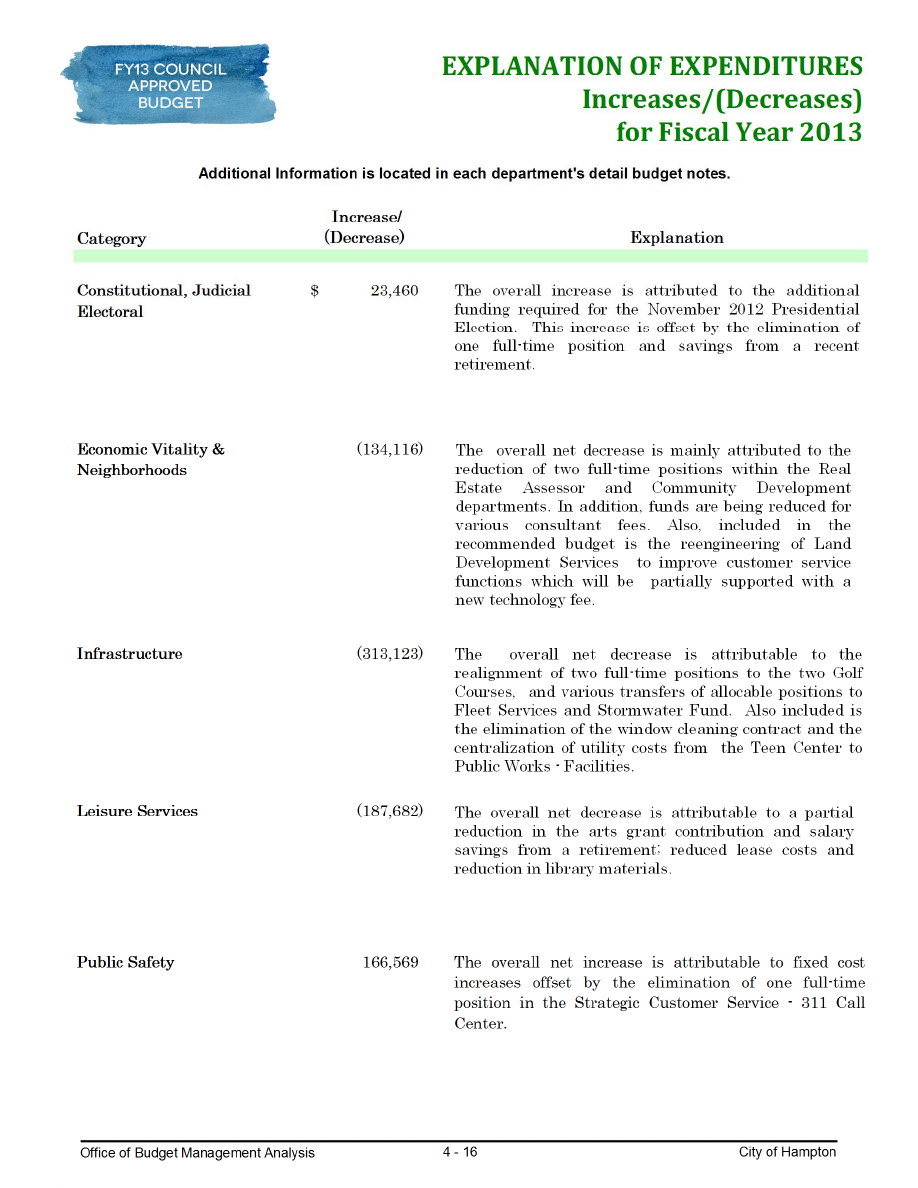 FY13 COUNCIL
APPROVED
BUDGET
EXPLANATION OF EXPENDITURES
Increases/(Decreases)
for Fiscal Year 2013
Additional Information is located in each department's detail budget notes.
Category
Increase/
(Decrease)
Explanation
Constitutional, Judicial
Electoral
$ 23,460
The overall increase is attributed to the additional
funding required for the November 2012 Presidential
Election. This increase is offset by the elimination of
one full-time position and savings from a recent
retirement.
Economic Vitality &
Neighborhoods
(134,116)
The overall net decrease is mainly attributed to the
reduction of two full-time positions within the Real
Estate Assessor and Community Development
departments. In addition, funds are being reduced for
various consultant fees. Also, included in the
recommended budget is the reengineering of Land
Development Services to improve customer service
functions which will be partially supported with a
new technology fee.
Infrastructure
(313,123)
The overall net decrease is attributable to the
realignment of two full-time positions to the two Golf
Courses, and various transfers of allocable positions to
Fleet Services and Stormwater Fund. Also included is
the elimination of the window cleaning contract and the
centralization of utility costs from the Teen Center to
Public Works - Facilities.
Leisure Services
(187,682)
The overall net decrease is attributable to a partial
reduction in the arts grant contribution and salary
savings from a retirement; reduced lease costs and
reduction in library materials.
Public Safety
166,569
The overall net increase is attributable to fixed cost
increases offset by the elimination of one full-time
position in the Strategic Customer Service - 311 Call
Center.
Office of Budget Management Analysis
4 - 16
City of Hampton